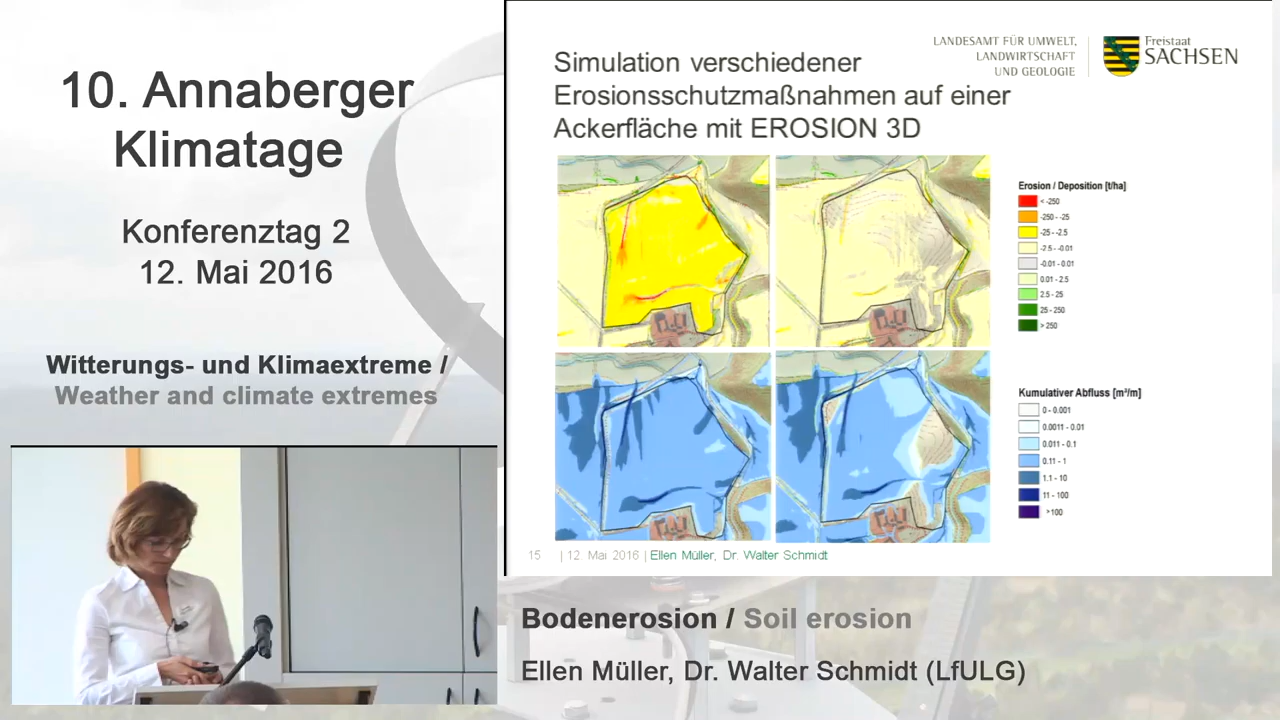 10. Annaberger
Klimatage
Konferenztag 2
12. Mai 2016
Witterungs- und Klimaextreme /
Weather and climate extremes
LANDESAMT FÜR UMWELT,
LANDWIRTSCHAFT
UND GEOLOGIE
Freistaat
SACHSEN
Simulation verschiedener
Erosionsschutzmaßnahmen auf einer
Ackerfläche mit EROSION 3D
Erosion / Deposition [t/ha]
< -250
-250 - -25
-25 - -2.5
-2.5 - -0.01
-0.01 - 0.01
0.01 - 2.5
2.5 - 25
25 - 250
> 250
Kumulativer Abfluss [m³/m]
0 - 0.001
0.0011 - 0.01
0.011 - 0.1
0.11 - 1
1.1 - 10
11 - 100
>100
15 | 12. Mai 2016 | Ellen Müller, Dr. Walter Schmidt
Bodenerosion / Soil erosion
Ellen Müller, Dr. Walter Schmidt (LfULG)